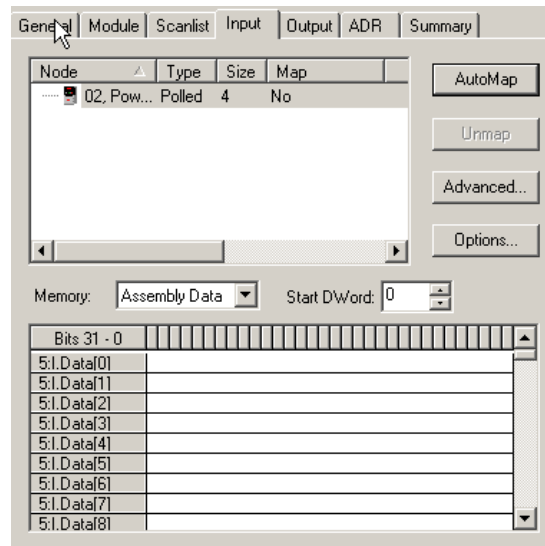 General Module Scanlist Input Output ADR Summary
Node Type Size Map
02, Pow... Polled 4 No
AutoMap
Unmap
Advanced...
Options...
Memory: Assembly Data Start DWord: 0
Bits 31 - 0
5:I.Data[0]
5:I.Data[1]
5:I.Data[2]
5:I.Data[3]
5:I.Data[4]
5:I.Data[5]
5:I.Data[6]
5:I.Data[7]
5:I.Data[8]